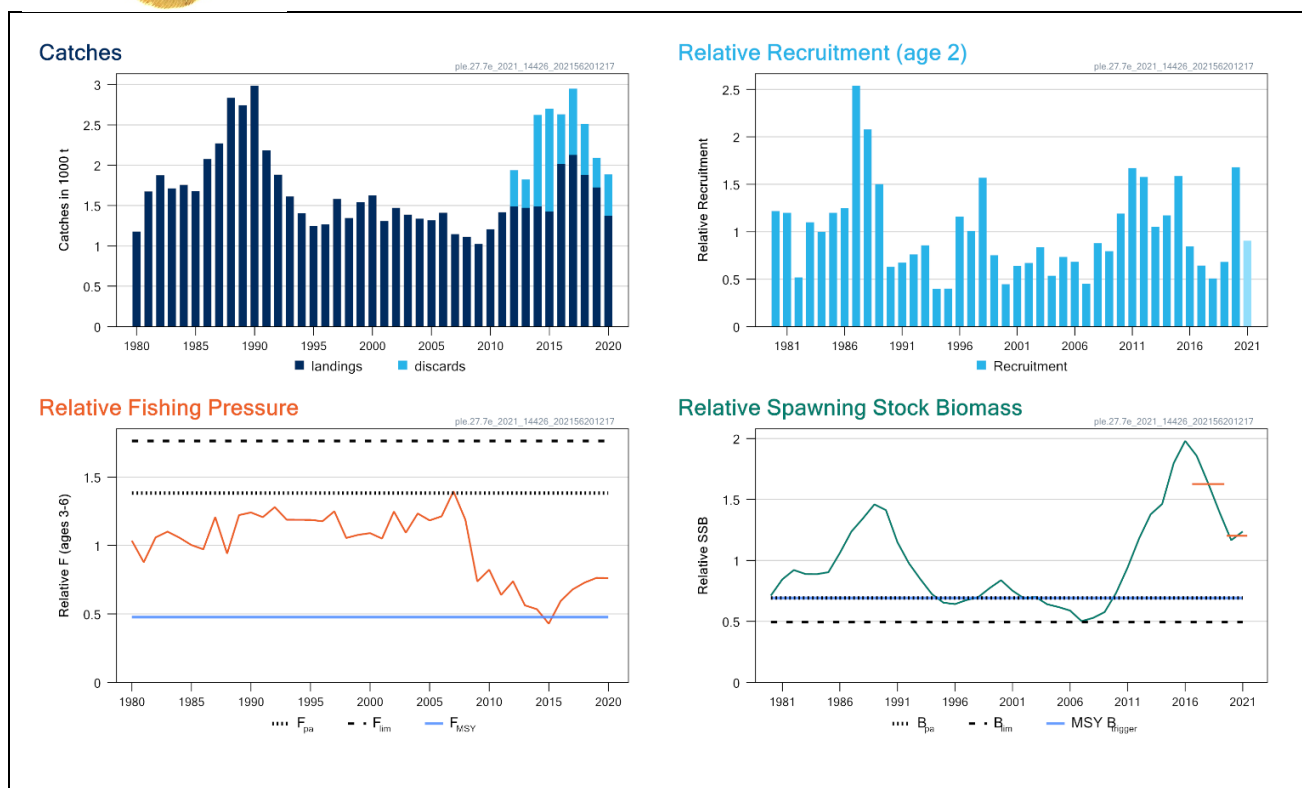 Catches
ple.27.7e_2021_14426_202156201217
Catches in 1000 t
3
2.5
2
1.5
1
0.5
0
1980 1985 1990 1995 2000 2005 2010 2015 2020
landings discards
Relative Recruitment (age 2)
ple.27.7e_2021_14426_202156201217
Relative Recruitment
2.5
2
1.5
1
0.5
0
1981 1986 1991 1996 2001 2006 2011 2016 2021
Recruitment
Relative Fishing Pressure
ple.27.7e_2021_14426_202156201217
Relative F (ages 3-6)
1.5
1
0.5
0
1980 1985 1990 1995 2000 2005 2010 2015 2020
Fpa Flim FMSY
Relative Spawning Stock Biomass
ple.27.7e_2021_14426_202156201217
Relative SSB
2
1.5
1
0.5
0
1981 1986 1991 1996 2001 2006 2011 2016 2021
Bpa Blim MSY Btrigger